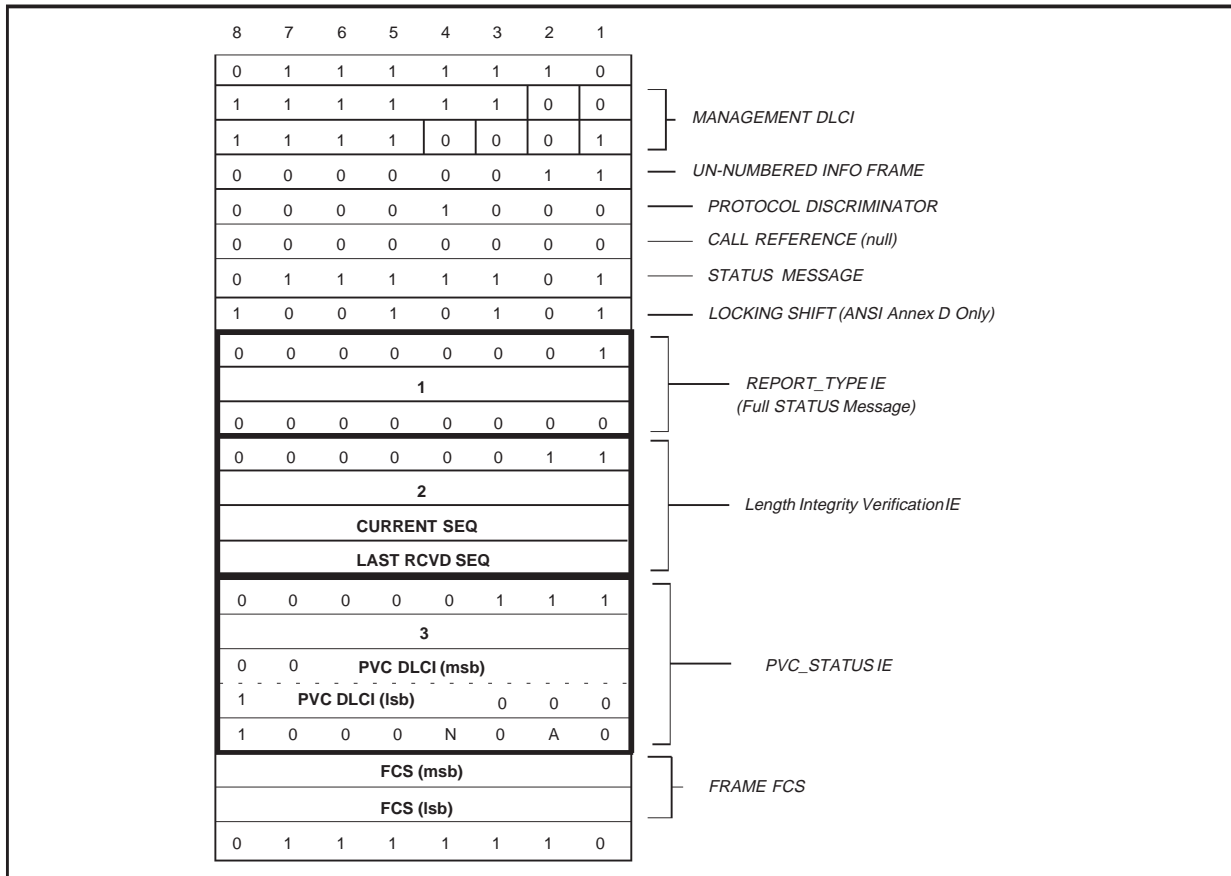 8 7 6 5 4 3 2 1
0 1 1 1 1 1 1 0
1 1 1 1 1 1 0 0
MANAGEMENT DLCI
1 1 1 1 0 0 0 1
0 0 0 0 0 0 1 1 UN-NUMBERED INFO FRAME
0 0 0 0 1 0 0 0 PROTOCOL DISCRIMINATOR
0 0 0 0 0 0 0 0 CALL REFERENCE (null)
0 1 1 1 1 1 0 1 STATUS MESSAGE
1 0 0 1 0 1 0 1 LOCKING SHIFT (ANSI Annex D Only)
0 0 0 0 0 0 0 1
1 REPORT_TYPE IE
(Full STATUS Message)
0 0 0 0 0 0 0 0
0 0 0 0 0 0 1 1
2
Length Integrity Verification IE
CURRENT SEQ
LAST RCVD SEQ
0 0 0 0 0 1 1 1
3
0 0 PVC DLCI (msb) PVC_STATUS IE
1 PVC DLCI (lsb) 0 0 0
1 0 0 0 N 0 A 0
FCS (msb)
FRAME FCS
FCS (lsb)
0 1 1 1 1 1 1 0